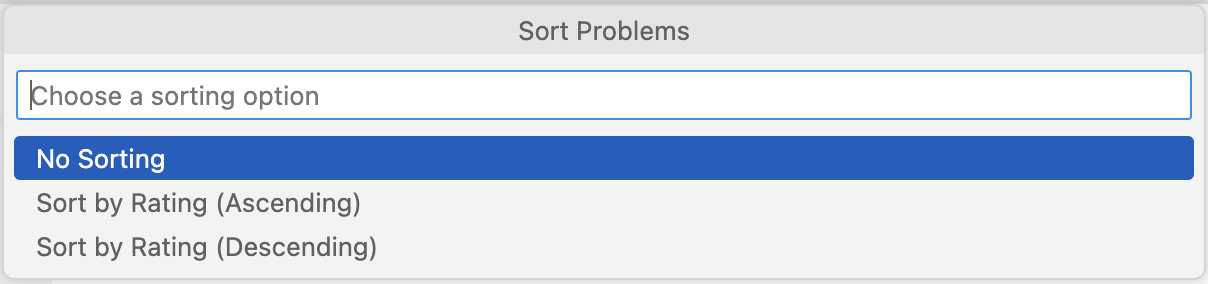 Sort Problems
Choose a sorting option
No Sorting
Sort by Rating (Ascending)
Sort by Rating (Descending)